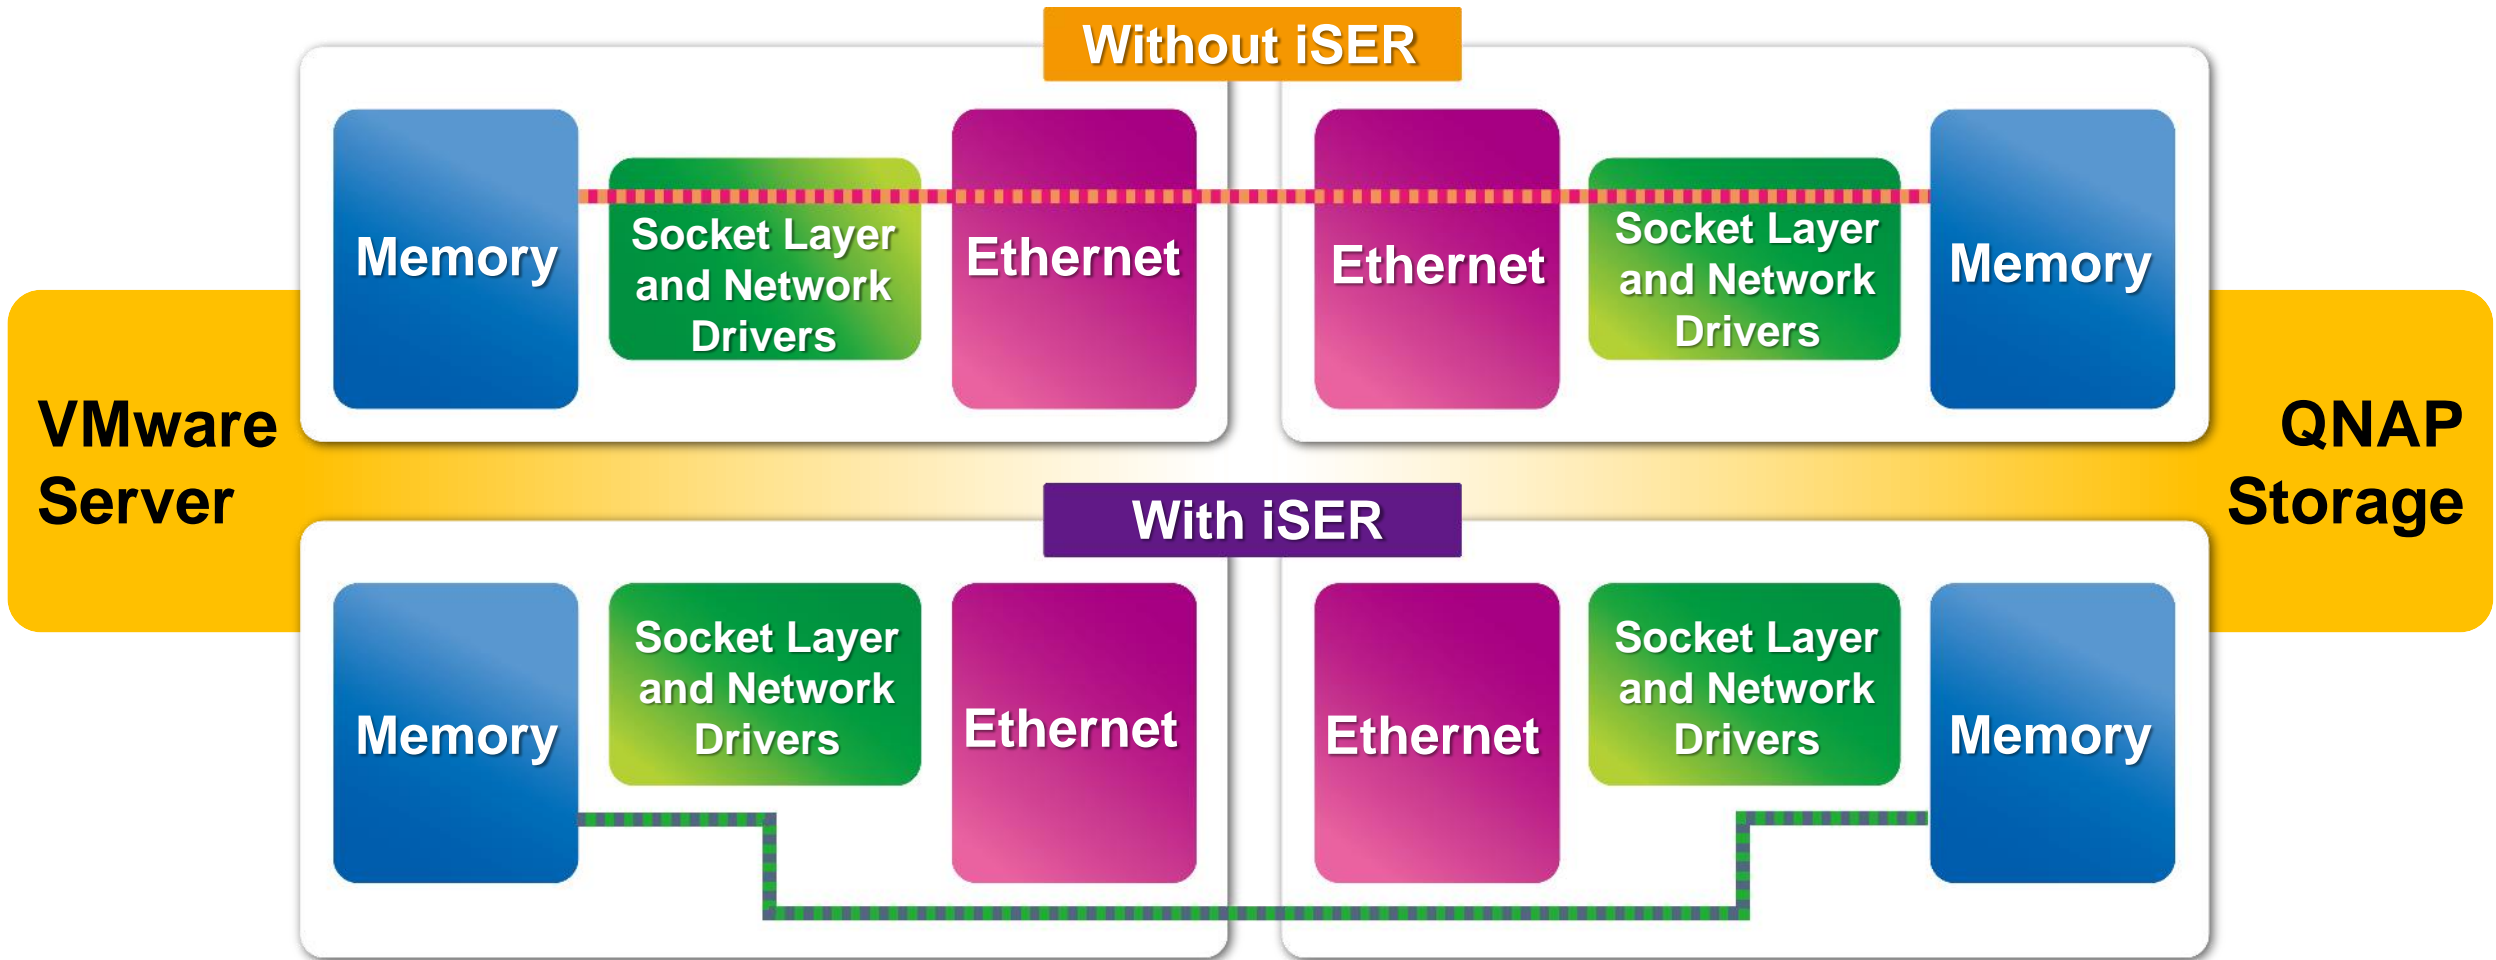 Without iSER
Memory
Socket Layer
and Network
Drivers
Ethernet
Ethernet
Socket Layer
and Network
Drivers
Memory
VMware
Server
QNAP
Storage
With iSER
Memory
Socket Layer
and Network
Drivers
Ethernet
Ethernet
Socket Layer
and Network
Drivers
Memory